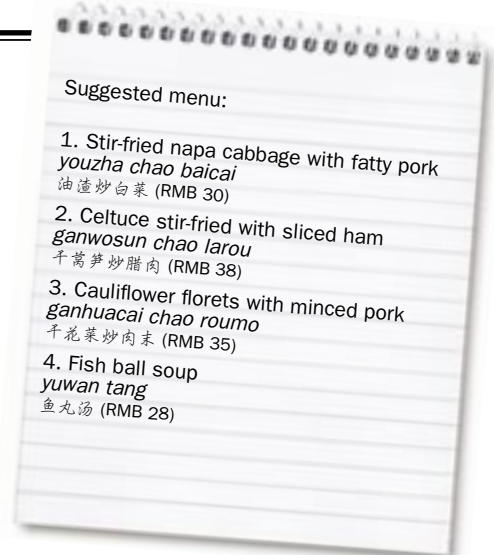 Suggested menu:
1. Stir-fried napa cabbage with fatty pork
youzha chao baicai
油渣炒白菜 (RMB 30)
2. Celtuce stir-fried with sliced ham
ganwosun chao larou
干莴笋炒腊肉 (RMB 38)
3. Cauliflower florets with minced pork
ganhuacai chao roumo
干花菜炒肉末 (RMB 35)
4. Fish ball soup
yuwan tang
鱼丸汤 (RMB 28)